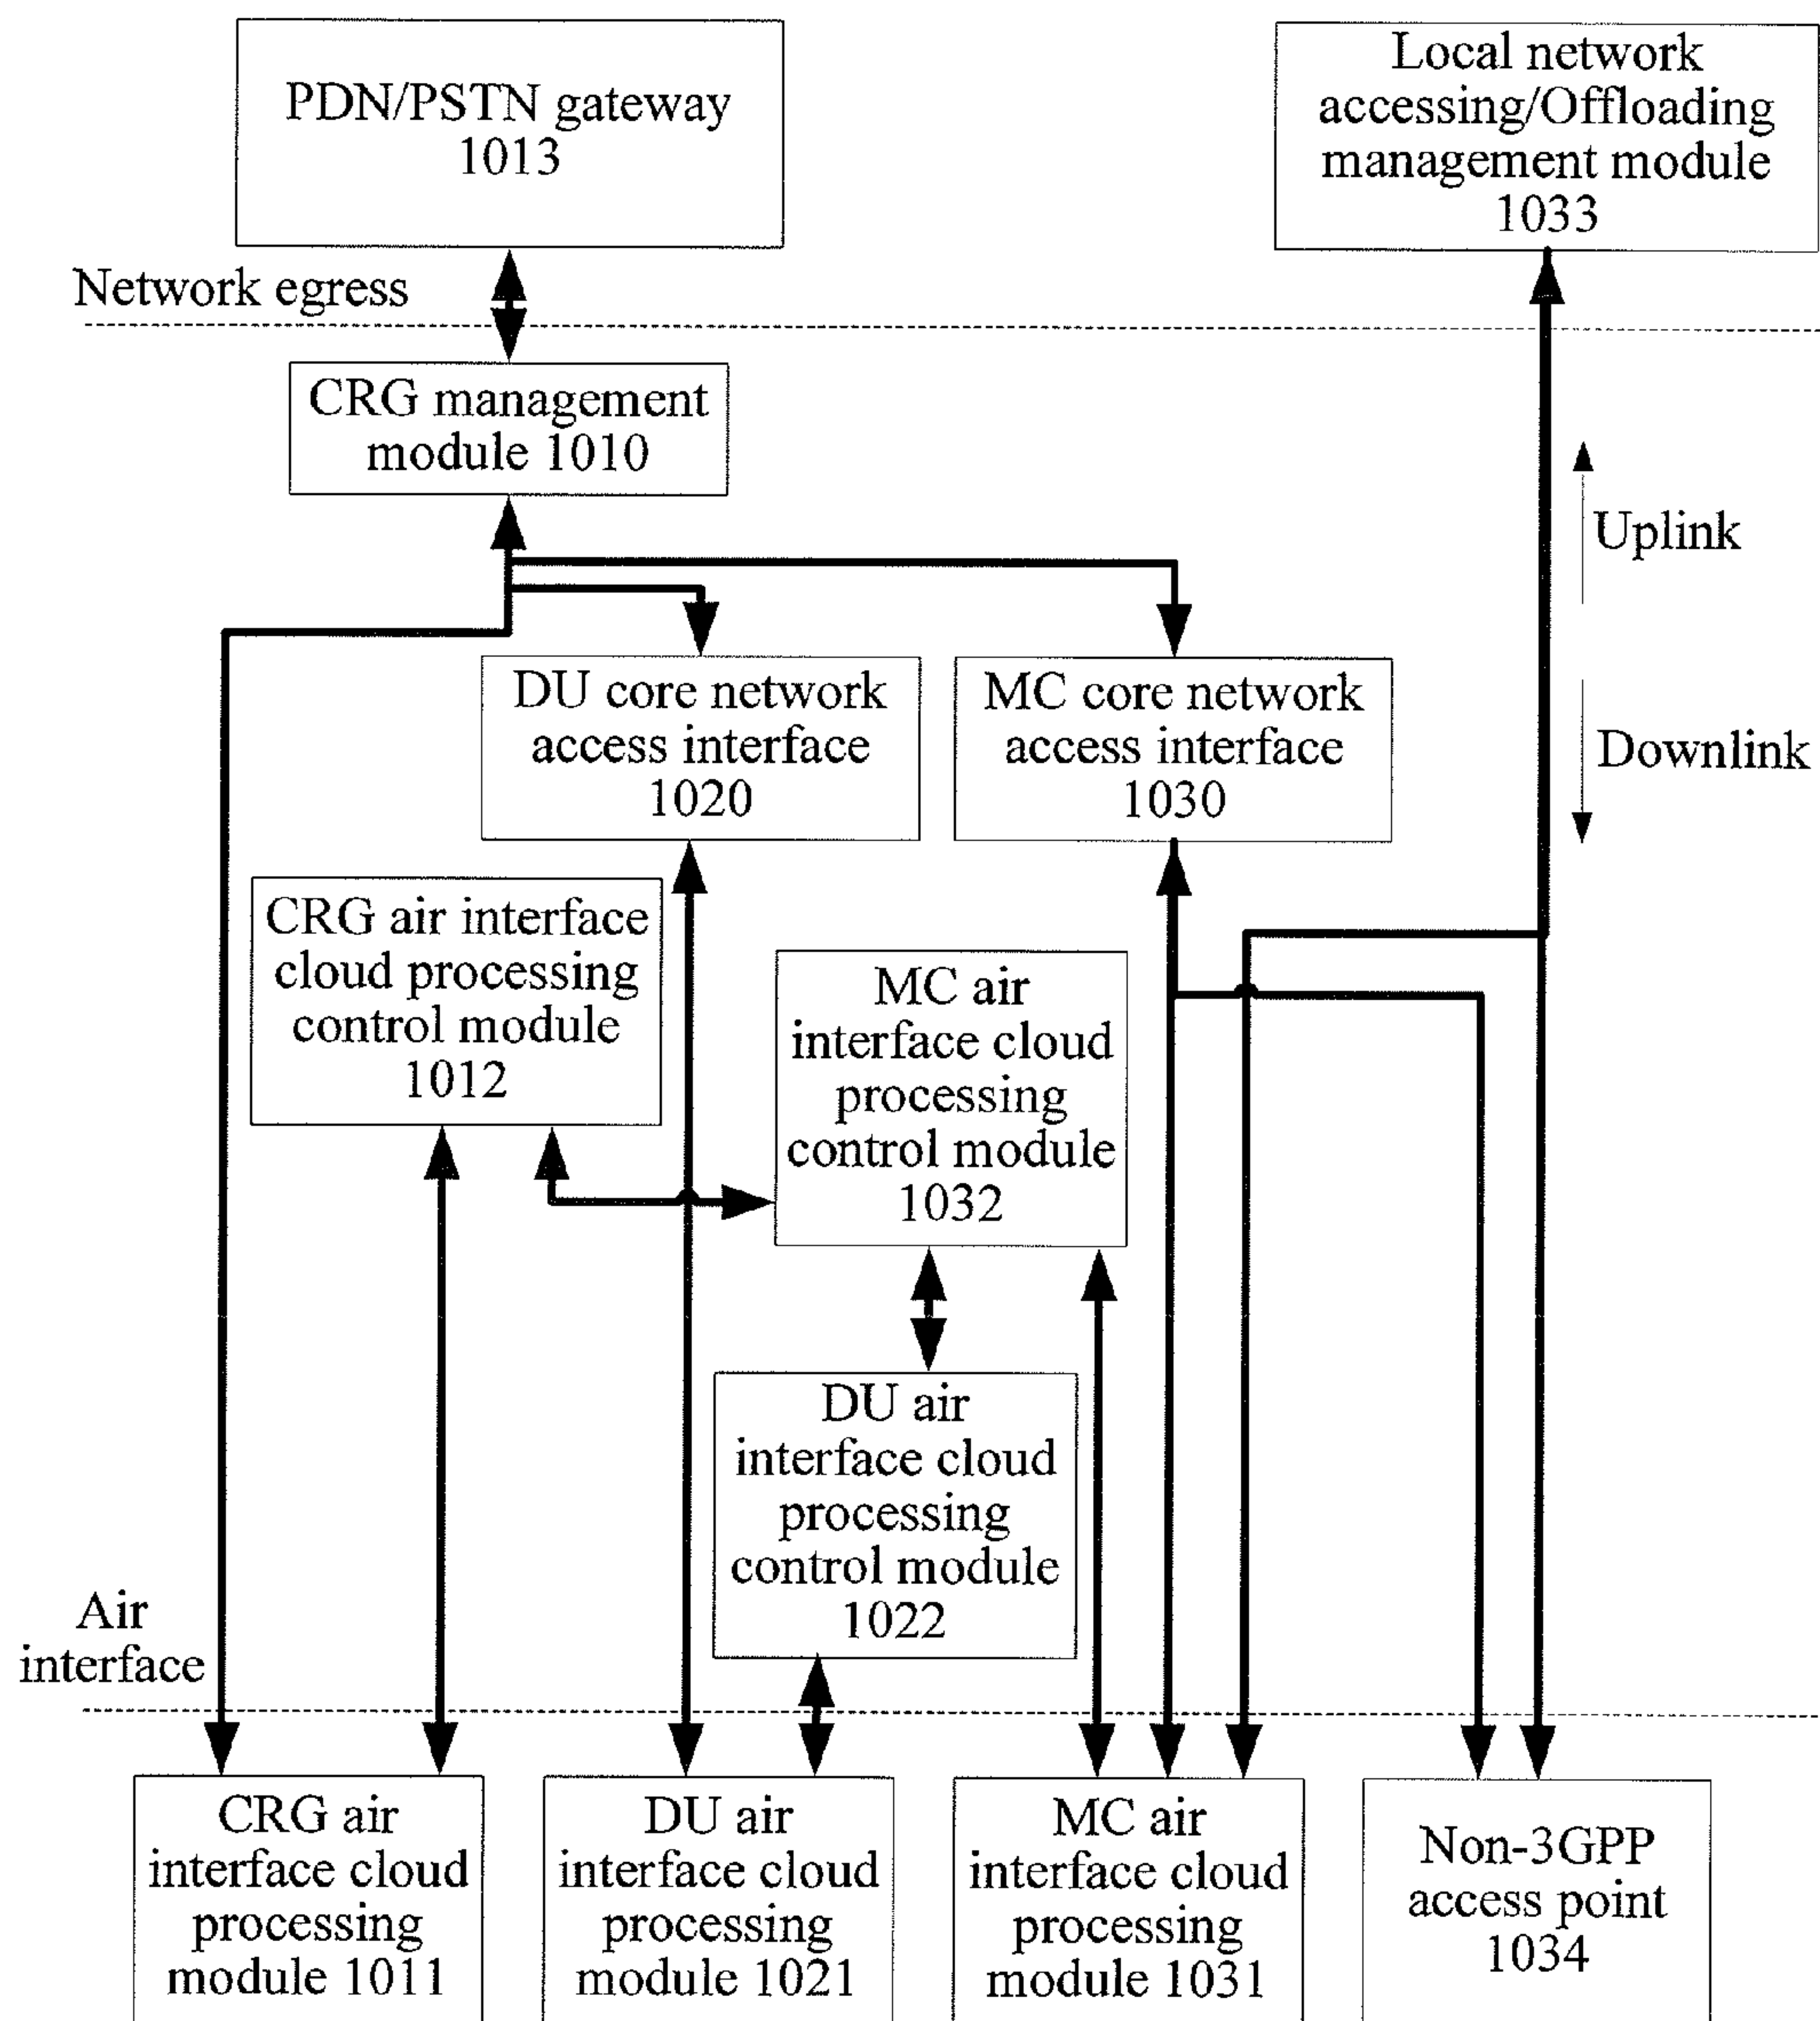 PDN/PSTN gateway
1013
Local network
accessing/Offloading
management module
1033
Network egress
CRG management
module 1010
Uplink
DU core network
access interface
1020
MC core network
access interface
1030
Downlink
CRG air interface
cloud processing
control module
1012
MC air
interface cloud
processing
control module
1032
DU air
interface cloud
processing
control module
1022
Air
interface
CRG air
interface cloud
processing
module 1011
DU air
interface cloud
processing
module 1021
MC air
interface cloud
processing
module 1031
Non-3GPP
access point
1034